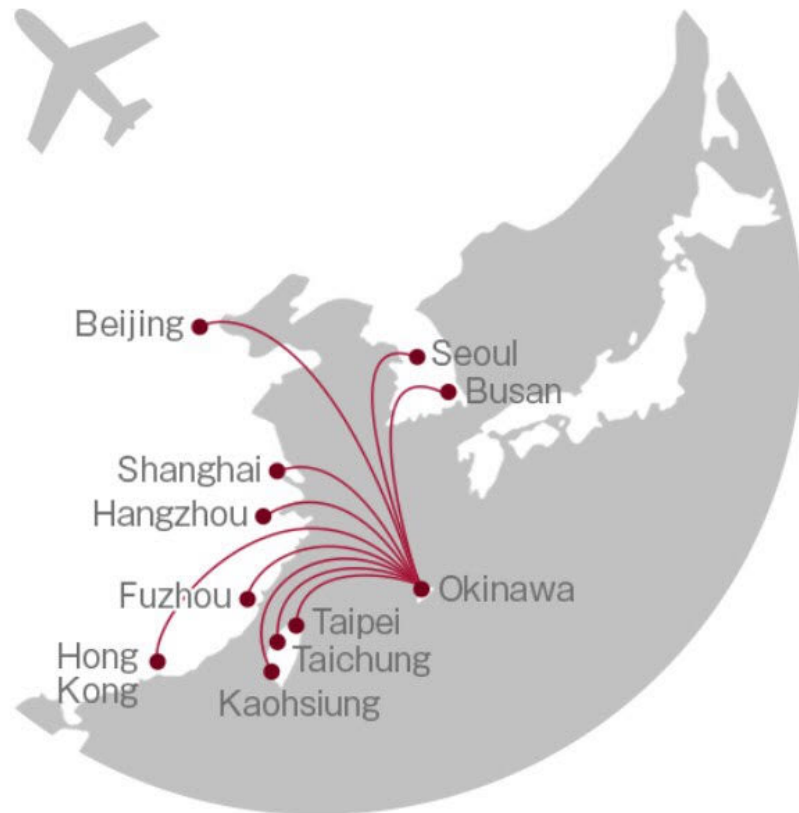 Beijing
Seoul
Busan
Shanghai
Hangzhou
Fuzhou
Okinawa
Taipei
Taichung
Hong
Kong
Kaohsiung